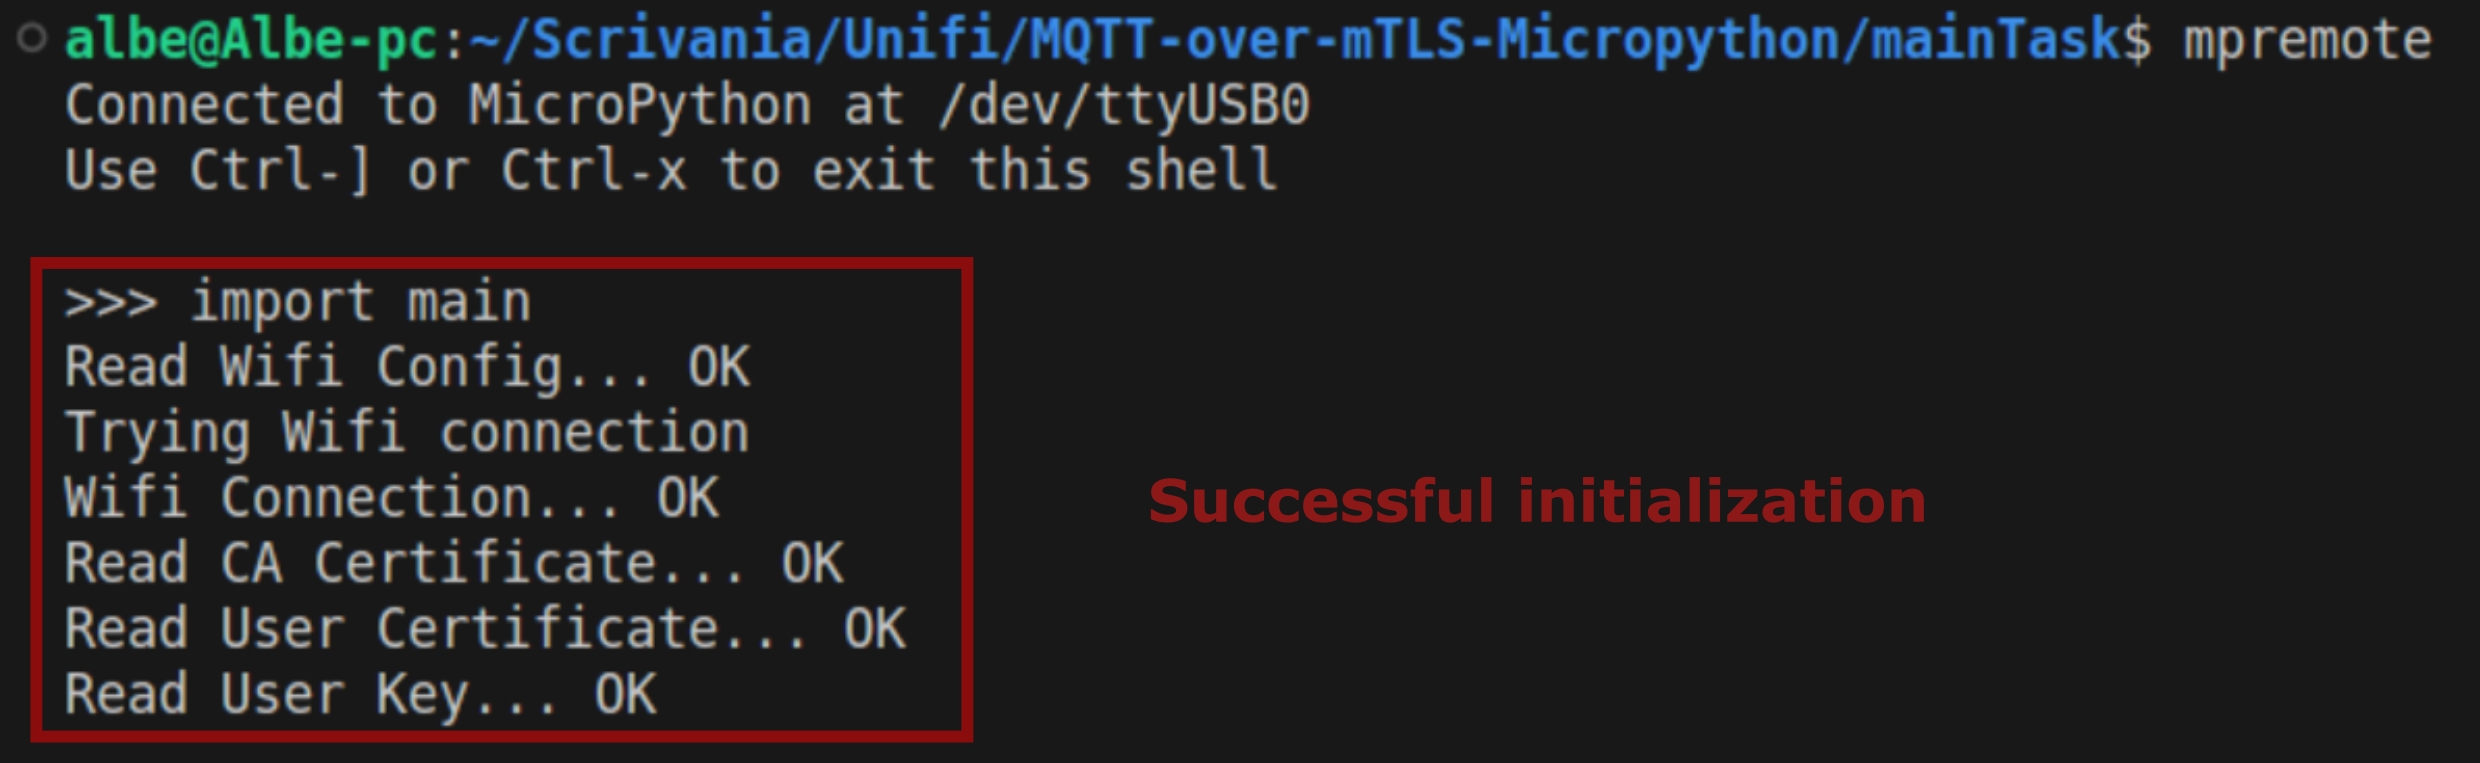 albe@Albe-pc:~/Scrivania/Unifi/MQTT-over-mTLS-Micropython/mainTask$ mpremote
Connected to MicroPython at /dev/ttyUSB0
Use Ctrl-] or Ctrl-x to exit this shell
>>> import main
Read Wifi Config... OK
Trying Wifi connection
Wifi Connection... OK
Read CA Certificate... OK
Read User Certificate... OK
Read User Key... OK
Successful initialization